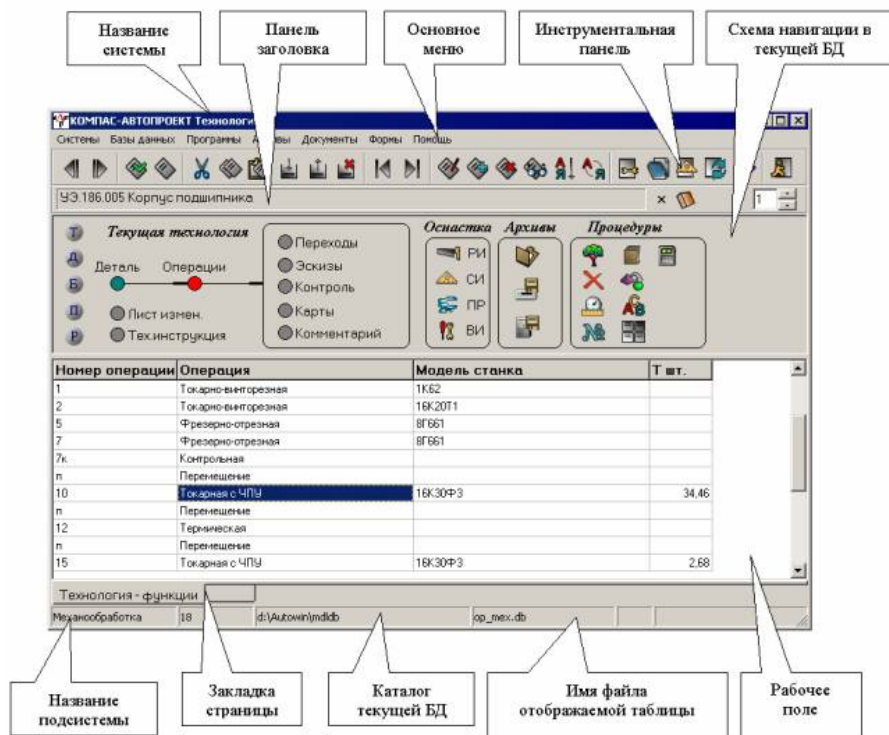 Название системы
Панель заголовка
Основное меню
Инструментальная панель
Схема навигации в текущей БД
КОМПАС-АВТОПРОЕКТ Технологи
Системы Базы данных Программы Документы Формы Помощь
УЭ.186.005 Корпус подшипника
1
Т Текущая технология Переходы Оснастка Архивы Процедуры
Д Деталь Операции Эскизы РИ
Б Контроль СИ
П Лист измен. Карты ПР
Р Тех.инструкция Комментарий ВИ
Номер операции Операция Модель станка Т шт.
1 Токарно-винторезная 1К62
2 Токарно-винторезная 16К20Т1
5 Фрезерно-отрезная 8Г661
7 Фрезерно-отрезная 8Г661
7к Контрольная
п Перемещение
10 Токарная с ЧПУ 16К30Ф3 34,46
п Перемещение
12 Термическая
п Перемещение
15 Токарная с ЧПУ 16К30Ф3 2,68
Технология - функции
Механообработка 18 d:\Autowin\mdldb op_mex.db
Название подсистемы
Закладка страницы
Каталог текущей БД
Имя файла отображаемой таблицы
Рабочее поле